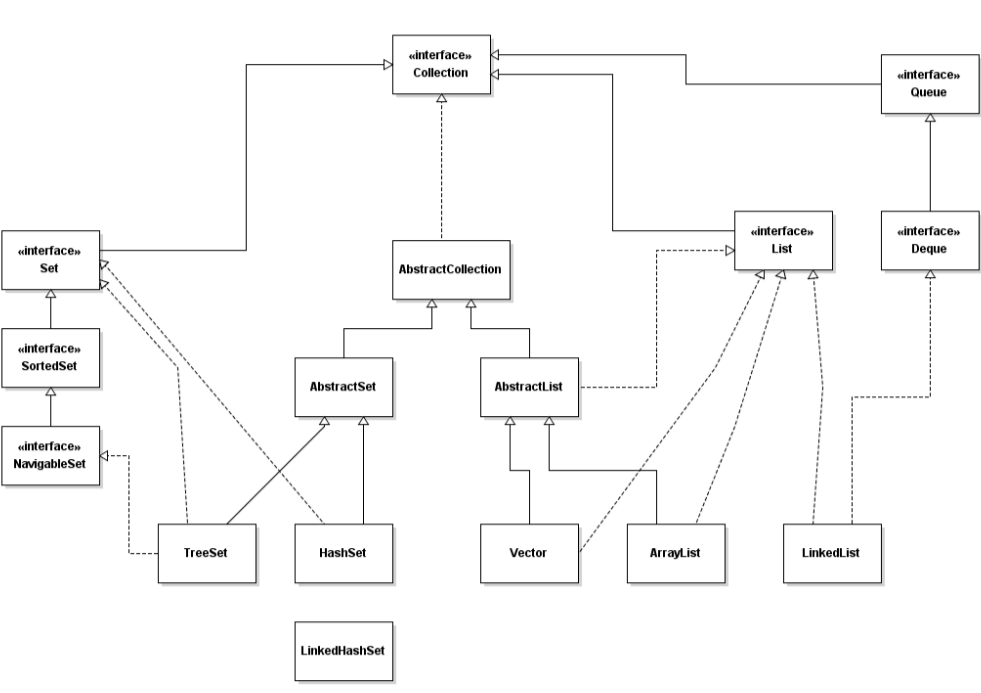 «interface»
Collection
«interface»
Queue
«interface»
Set
AbstractCollection
«interface»
List
«interface»
Deque
«interface»
SortedSet
AbstractSet
AbstractList
«interface»
NavigableSet
TreeSet
HashSet
Vector
ArrayList
LinkedList
LinkedHashSet